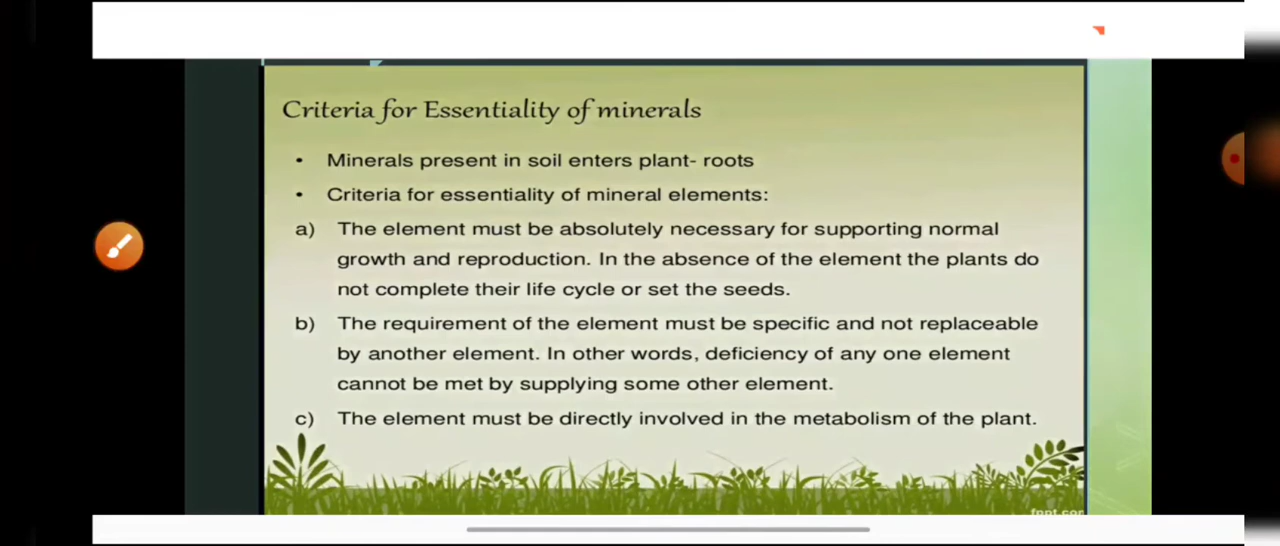 Criteria for Essentiality of minerals
• Minerals present in soil enters plant- roots
• Criteria for essentiality of mineral elements:
a) The element must be absolutely necessary for supporting normal
growth and reproduction. In the absence of the element the plants do
not complete their life cycle or set the seeds.
b) The requirement of the element must be specific and not replaceable
by another element. In other words, deficiency of any one element
cannot be met by supplying some other element.
c) The element must be directly involved in the metabolism of the plant.